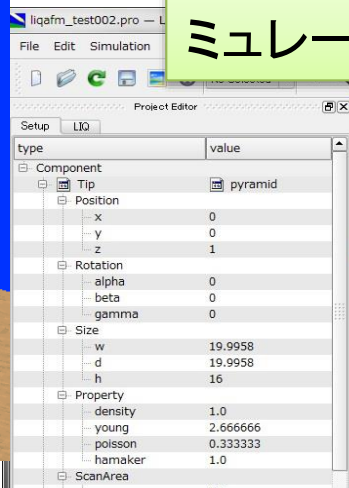 liqafm_test002.pro — L
ミュレー
File Edit Simulation
Project Editor
Setup LIQ
type value
Component
Tip pyramid
Position
x 0
y 0
z 1
Rotation
alpha 0
beta 0
gamma 0
Size
w 19.9958
d 19.9958
h 16
Property
density 1.0
young 2.666666
poisson 0.333333
hamaker 1.0
ScanArea